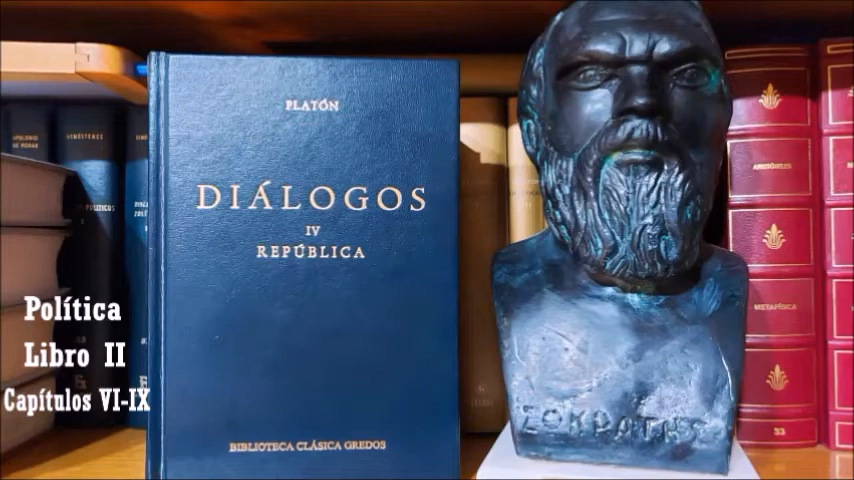 PLATÓN
DIÁLOGOS
IV
REPÚBLICA
BIBLIOTECA CLÁSICA GREDOS
Política
Libro II
Capítulos VI-IX
ΣΩΚΡΑΤΗΣ
ARISTÓTELES
METAFÍSICA
33